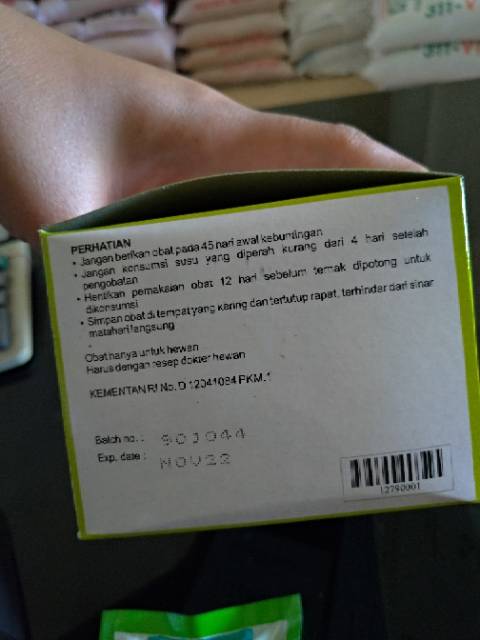 PERHATIAN
• Jangan berikan obat pada 45 hari awal kebuntingan
• Jangan konsumsi susu yang diperah kurang dari 4 hari setelah
pengobatan
• Hentikan pemakaian obat 12 hari sebelum ternak dipotong untuk
dikonsumsi
• Simpan obat di tempat yang kering dan tertutup rapat, terhindar dari sinar
matahari langsung
Obat hanya untuk hewan
Harus dengan resep dokter hewan
KEMENTAN RI No. D 12041084 PKM.1
Batch no. : 901044
Exp. date : NOV22
12790001